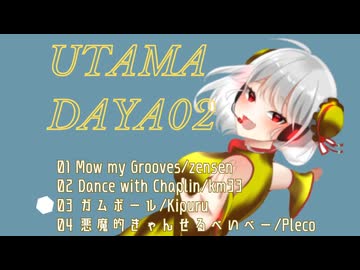 UTAMA
DAYA02
01 Mow my Grooves/zensen
02 Dance with Chaplin/km33
03 ガムボール/Kipuru
04 悪魔的きゃんせるべいべー/Pleco